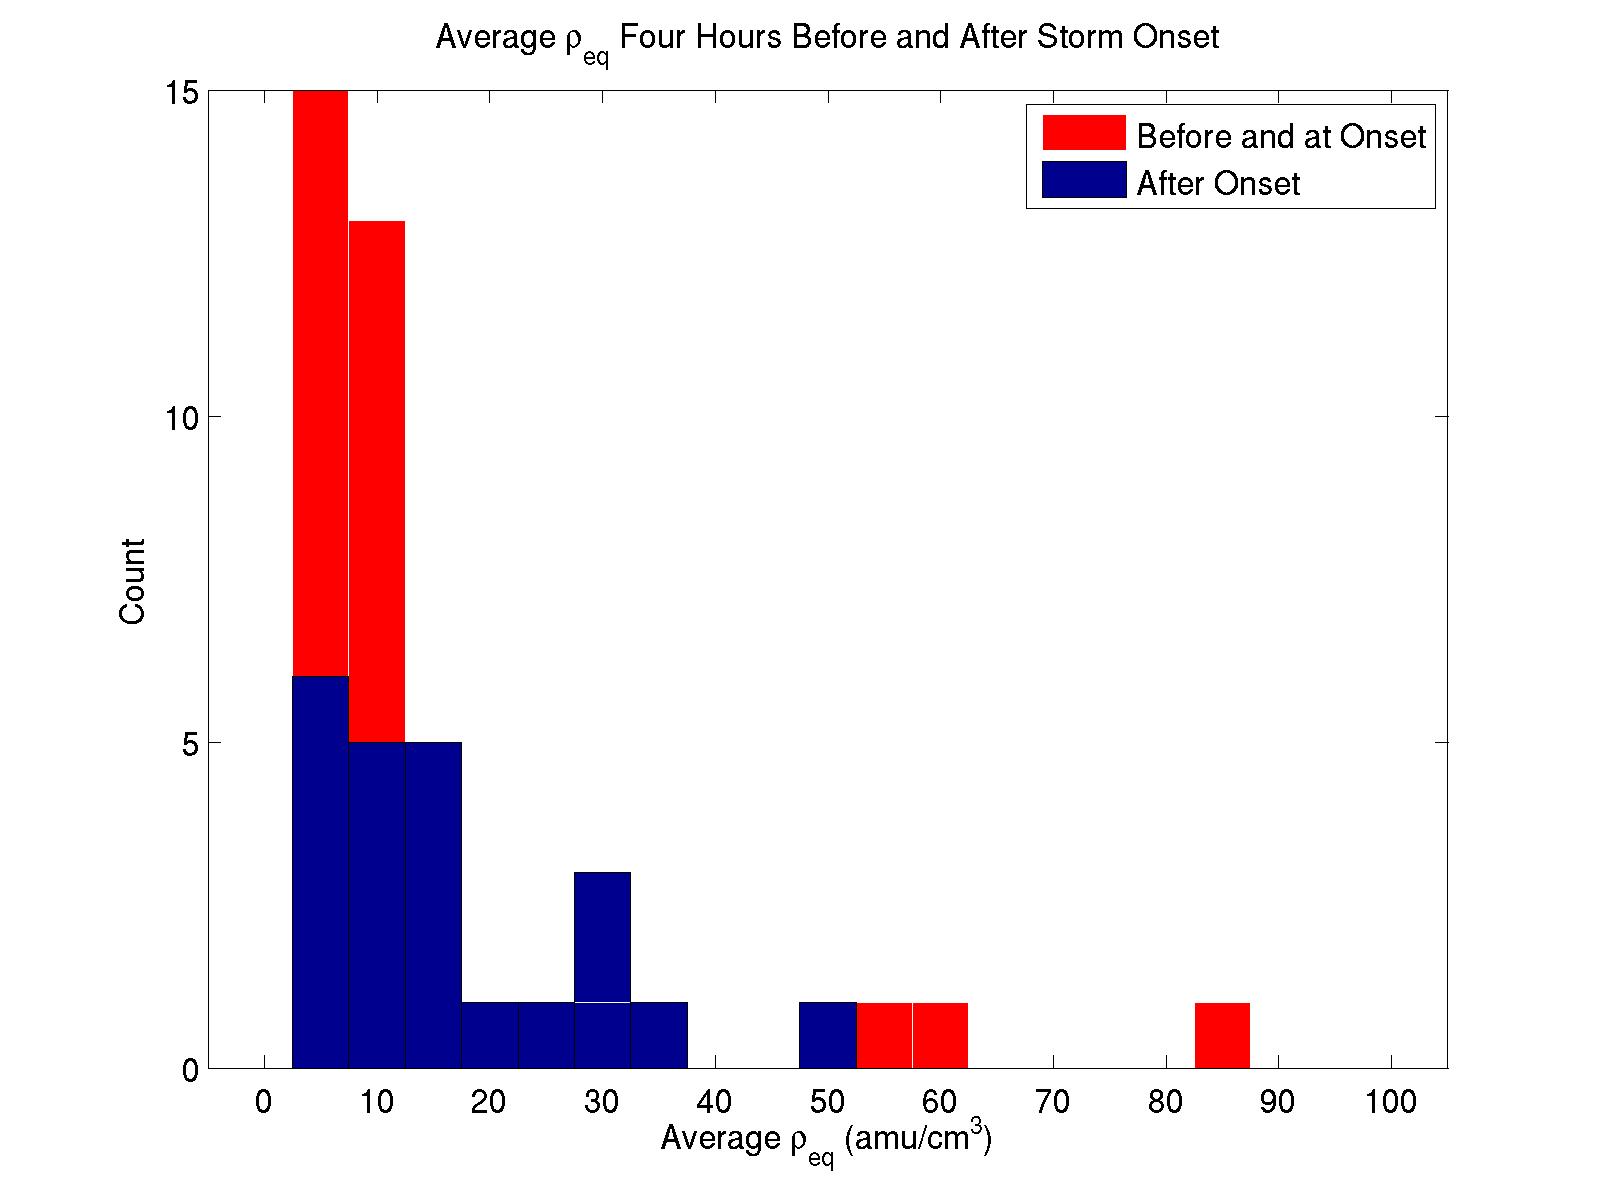 Average ρeq Four Hours Before and After Storm Onset
15
10
5
0
Count
Before and at Onset
After Onset
0 10 20 30 40 50 60 70 80 90 100
Average ρeq (amu/cm3)